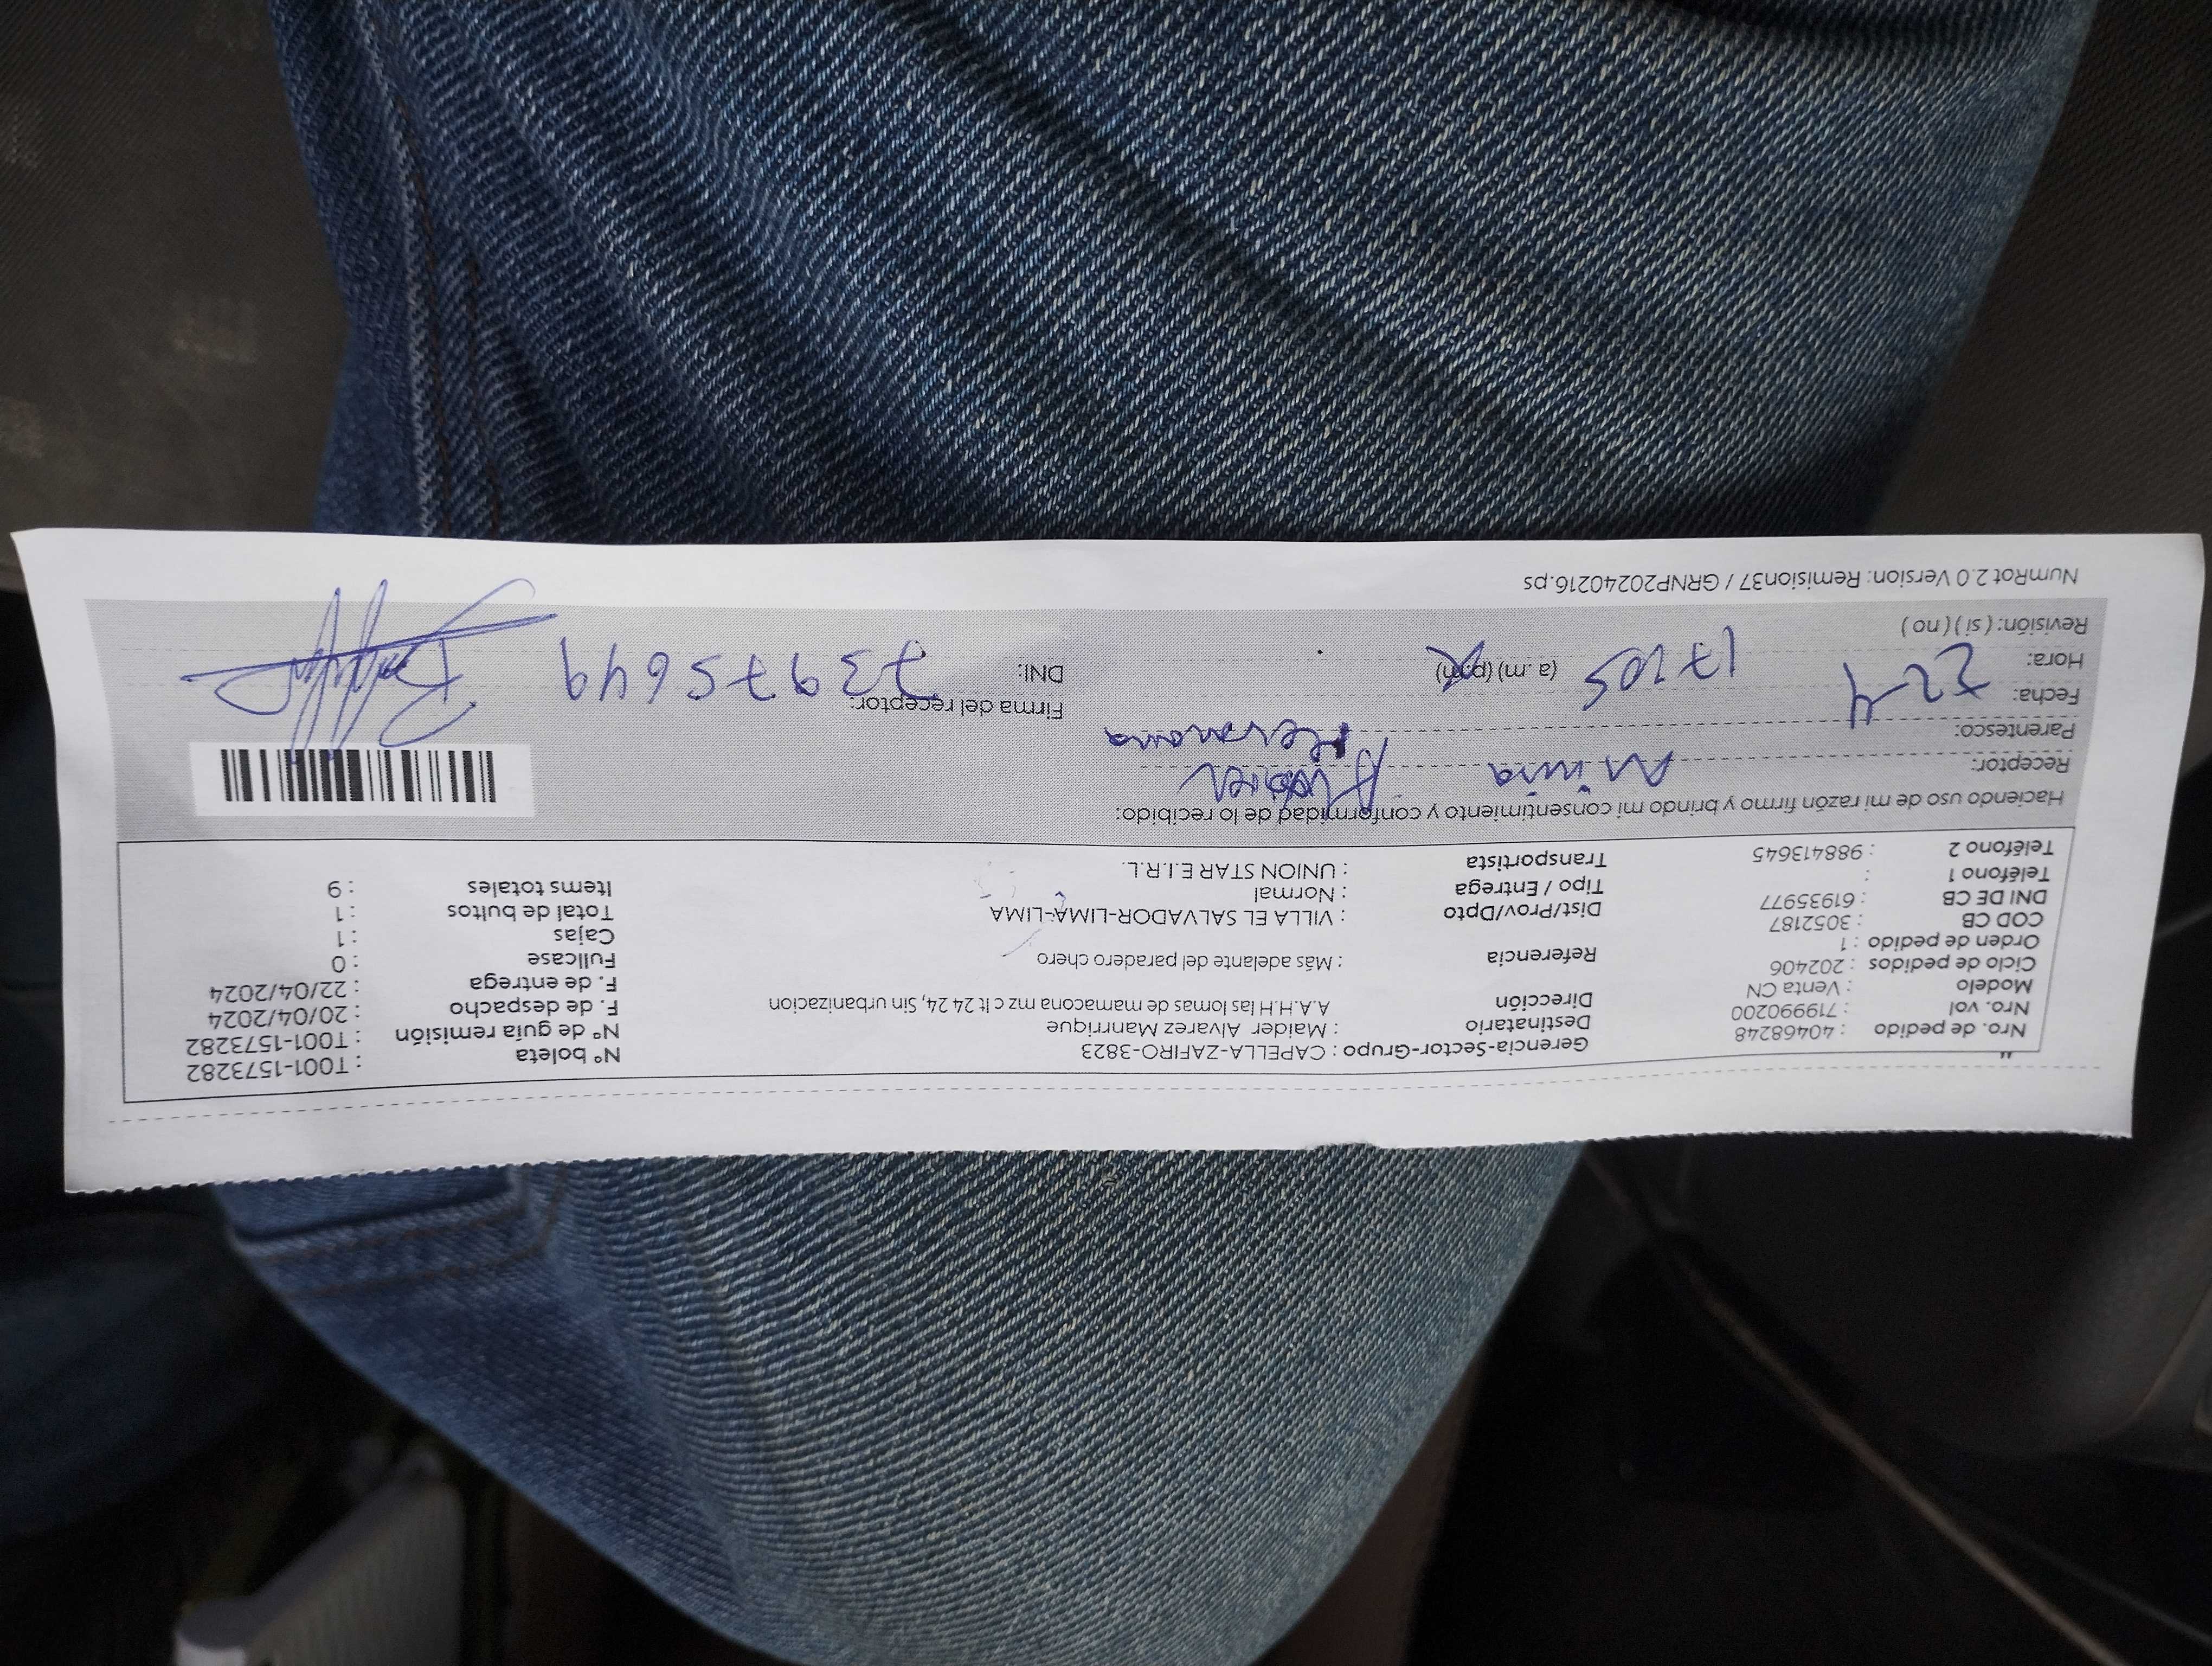 Nro. de pedido : 40468248 Gerencia-Sector-Grupo : CAPELLA-ZAFIRO-3823 N° boleta : T001-1573282
Nro. vol : 719990200 Destinatario : Maider Alvarez Manrrique N° de guía remisión : T001-1573282
Modelo : Venta CN Dirección A.A.H.H las lomas de mamacona mz c lt 24 24, Sin urbanizacion F. de despacho : 20/04/2024
Ciclo de pedidos : 202406 F. de entrega : 22/04/2024
Orden de pedido : 1 Referencia : Más adelante del paradero chero Fullcase : 0
COD CB : 3052187 Cajas : 1
DNI DE CB : 61935977 Dist/Prov/Dpto : VILLA EL SALVADOR-LIMA-LIMA Total de bultos : 1
Teléfono 1 : Tipo / Entrega : Normal Items totales : 9
Teléfono 2 : 988413645 Transportista : UNION STAR E.I.R.L.
Haciendo uso de mi razón firmo y brindo mi consentimiento y conformidad de lo recibido:
Receptor:
Parentesco: Hermana
Fecha: 22-4 Firma del receptor:
Hora: 17:05 (a. m) (p.m) DNI: 73975649
Revisión: ( si ) ( no )
NumRot 2.0 Version: Remision37 / GRNP20240216.ps